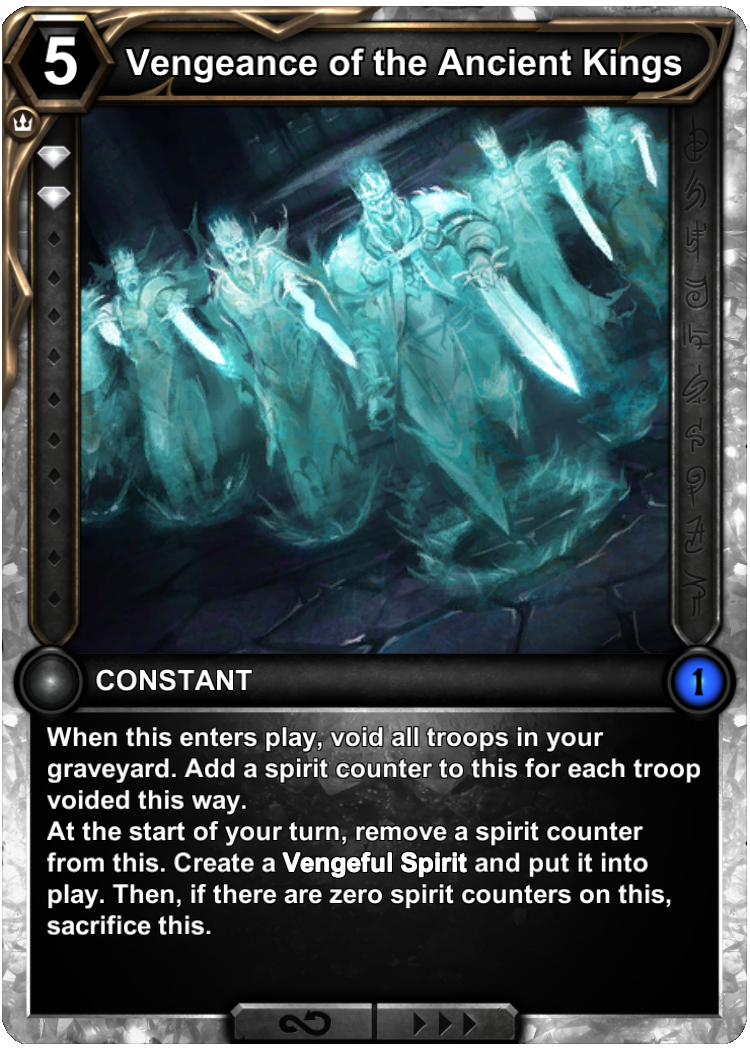 5
Vengeance of the Ancient Kings
CONSTANT
1
When this enters play, void all troops in your
graveyard. Add a spirit counter to this for each troop
voided this way.
At the start of your turn, remove a spirit counter
from this. Create a Vengeful Spirit and put it into
play. Then, if there are zero spirit counters on this,
sacrifice this.